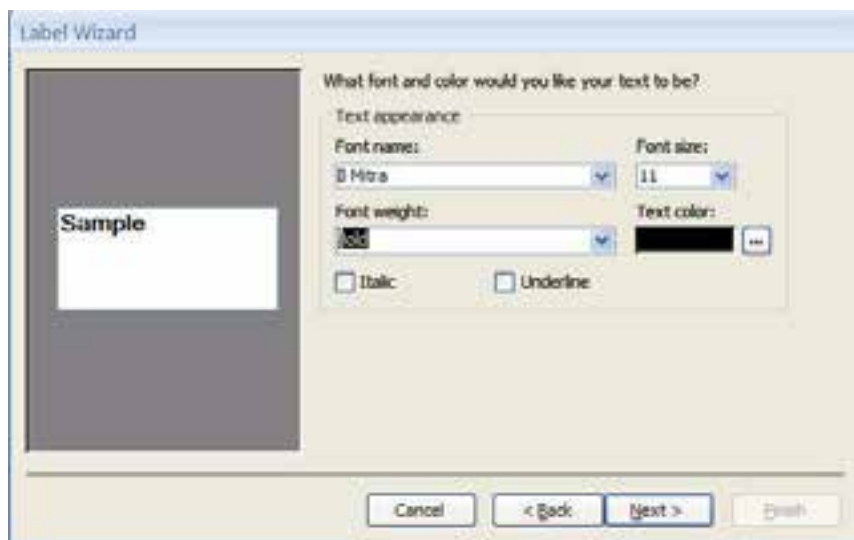 Label Wizard
What font and color would you like your text to be?
Text appearance
Font name:
Font size:
B Mitra
11
Font weight:
Text color:
Bold
...
Sample
Italic
Underline
Cancel
< Back
Next >
Finish